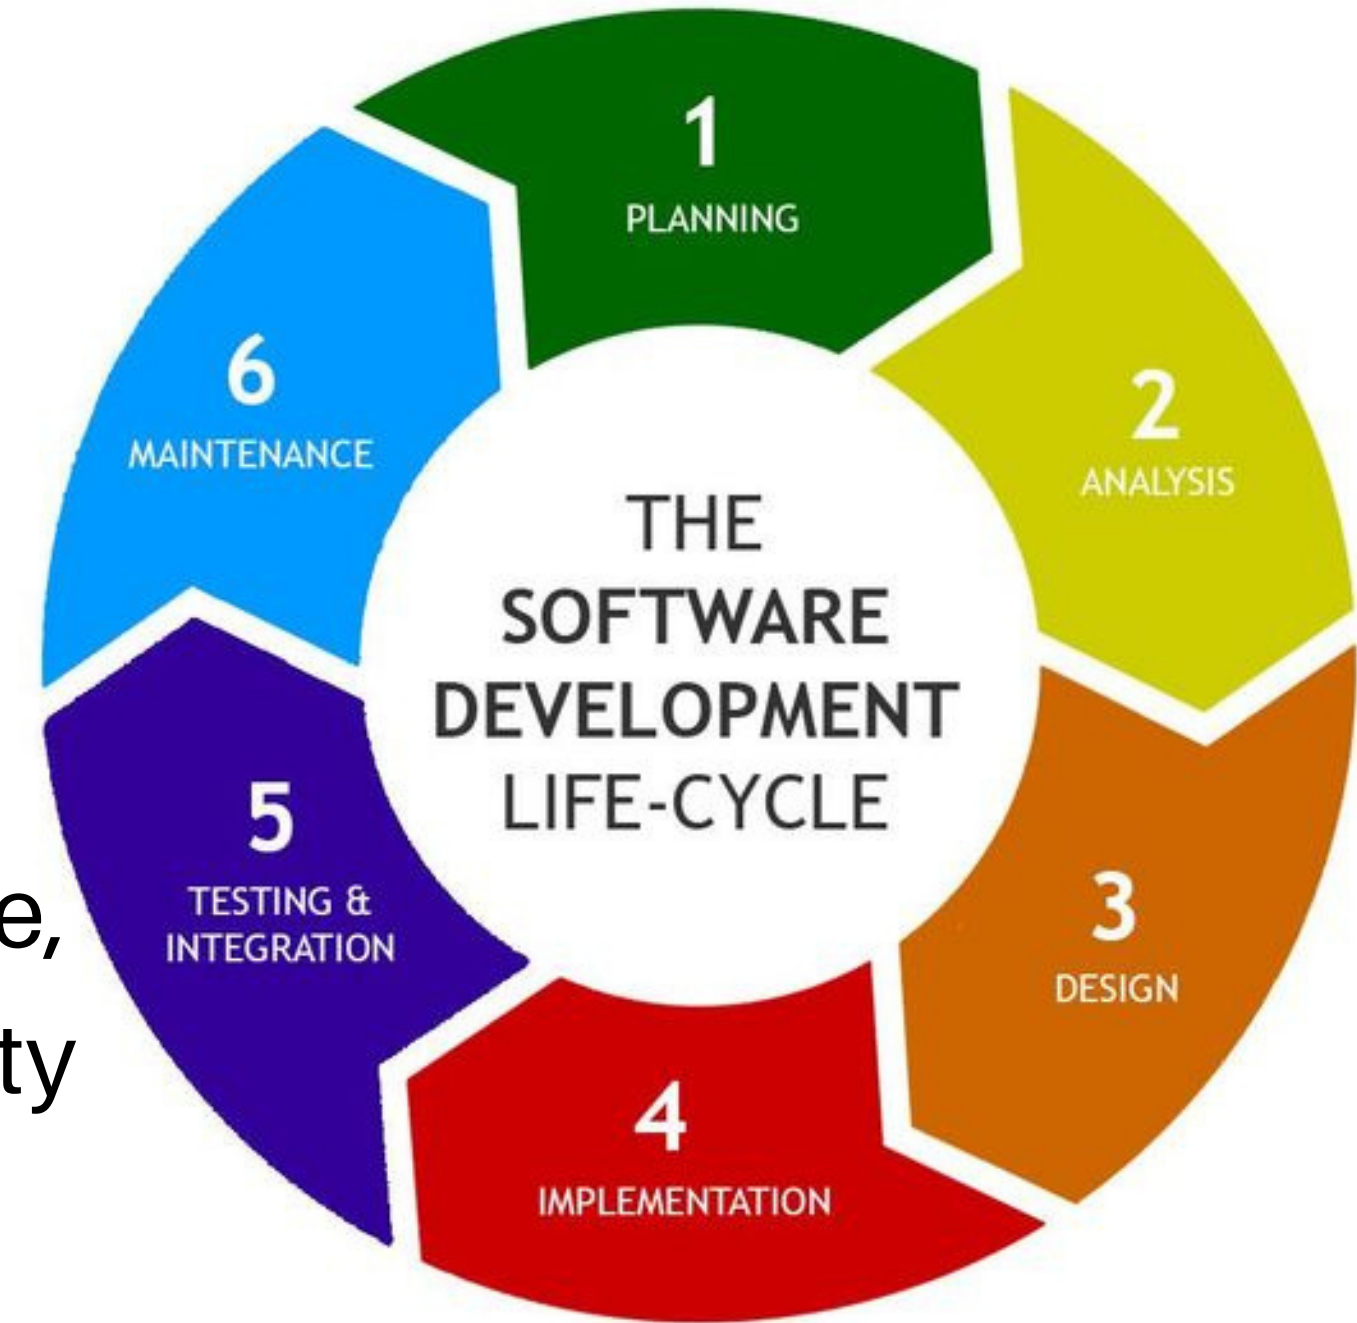 1
PLANNING
2
ANALYSIS
3
DESIGN
4
IMPLEMENTATION
5
TESTING &
INTEGRATION
6
MAINTENANCE
THE
SOFTWARE
DEVELOPMENT
LIFE-CYCLE